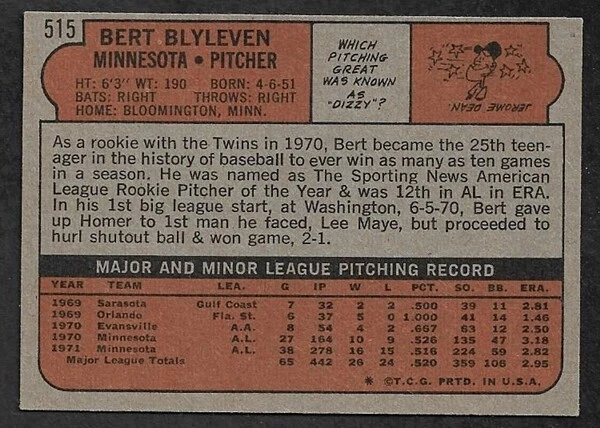 515
BERT BLYLEVEN
MINNESOTA • PITCHER
HT: 6'3" WT: 190 BORN: 4-6-51
BATS: RIGHT THROWS: RIGHT
HOME: BLOOMINGTON, MINN.
WHICH
PITCHING
GREAT
WAS KNOWN
AS
"DIZZY"?
JEROME DEAN
As a rookie with the Twins in 1970, Bert became the 25th teen-
ager in the history of baseball to ever win as many as ten games
in a season. He was named as The Sporting News American
League Rookie Pitcher of the Year & was 12th in AL in ERA.
In his 1st big league start, at Washington, 6-5-70, Bert gave
up Homer to 1st man he faced, Lee Maye, but proceeded to
hurl shutout ball & won game, 2-1.
MAJOR AND MINOR LEAGUE PITCHING RECORD
YEAR TEAM LEA. G IP W L PCT. SO. BB. ERA.
1969 Sarasota Gulf Coast 7 32 2 2 .500 39 11 2.81
1969 Orlando Fla. St. 6 37 5 0 1.000 41 14 1.46
1970 Evansville A.A. 8 54 4 2 .667 63 12 2.50
1970 Minnesota A.L. 27 164 10 9 .526 135 47 3.18
1971 Minnesota A.L. 38 278 16 15 .516 224 59 2.82
Major League Totals 65 442 26 24 .520 359 106 2.95
* ©T.C.G. PRTD. IN U.S.A.